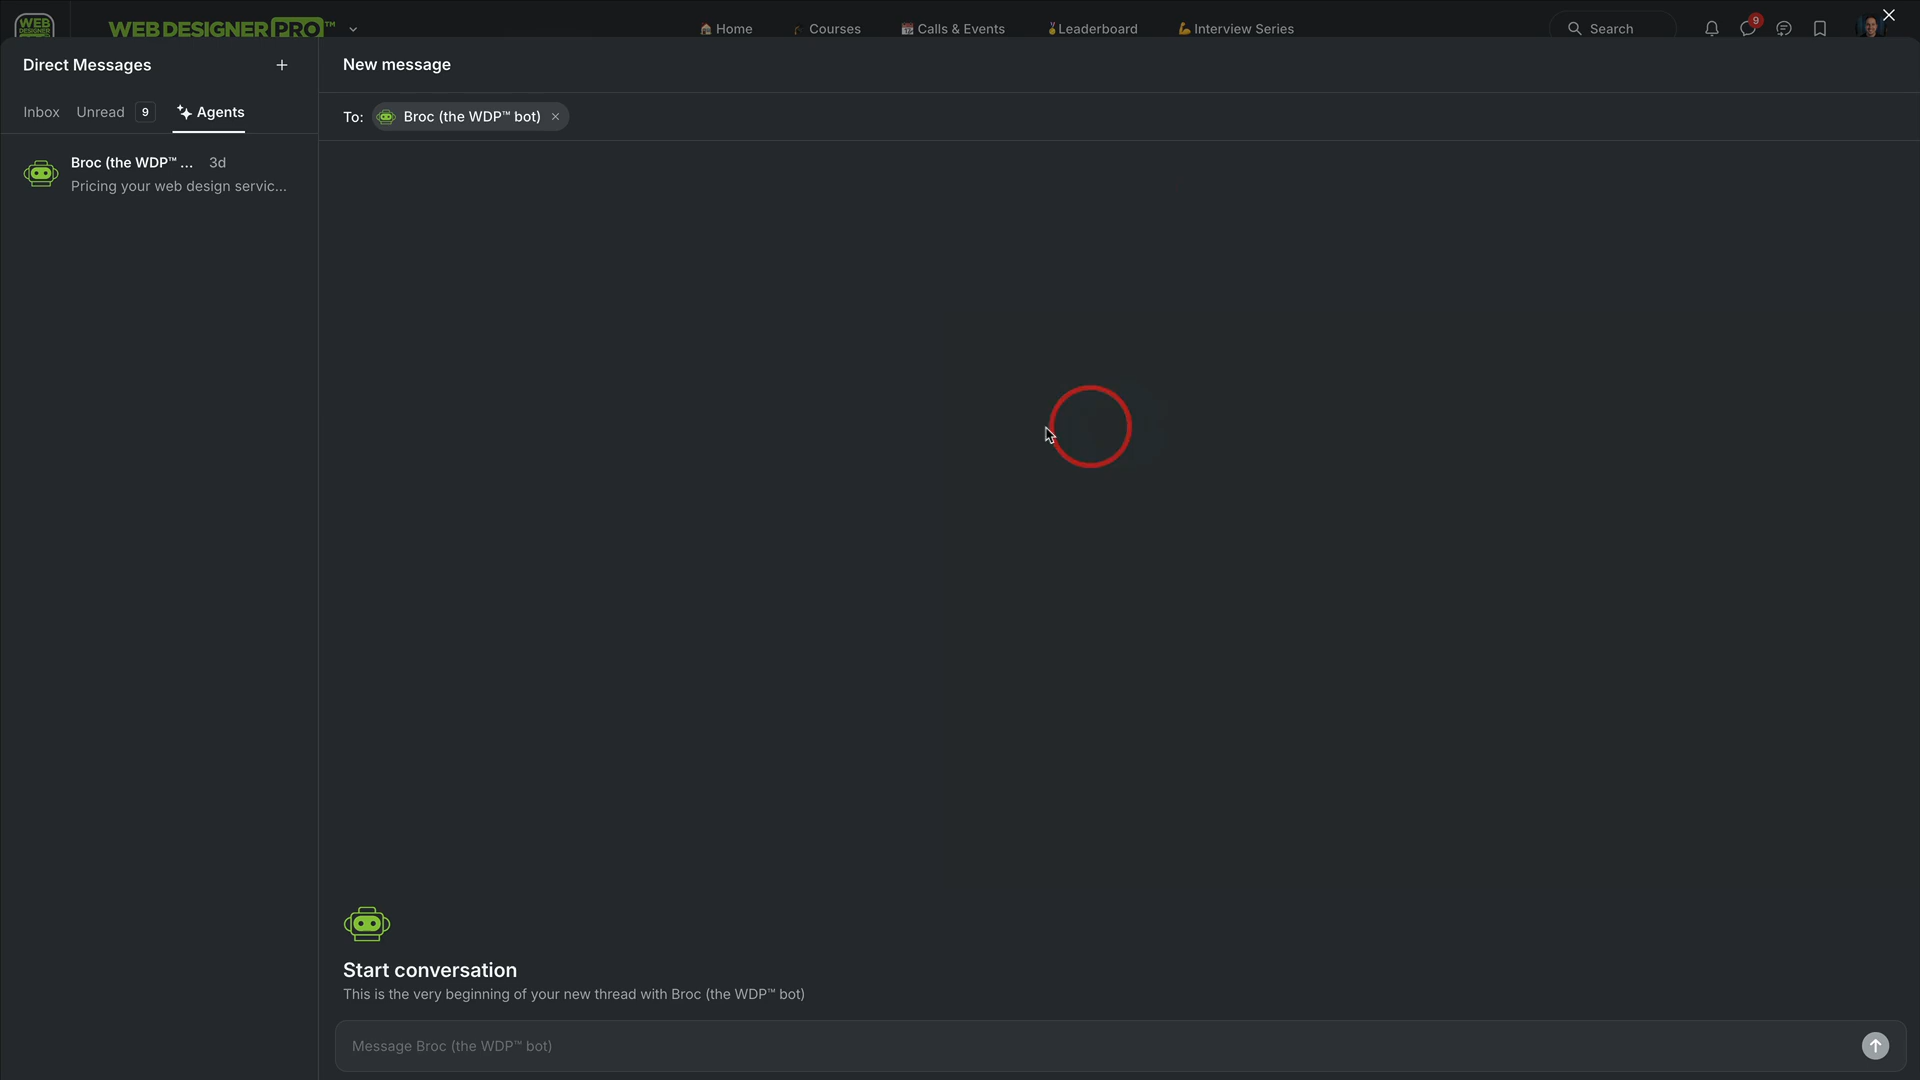 WEB
DESIGNER
WEB DESIGNER PRO™
Home
Courses
Calls & Events
Leaderboard
Interview Series
Search
9
Direct Messages
New message
Inbox
Unread 9
Agents
To: Broc (the WDP™ bot)
Broc (the WDP™ ... 3d
Pricing your web design servic...
Start conversation
This is the very beginning of your new thread with Broc (the WDP™ bot)
Message Broc (the WDP™ bot)